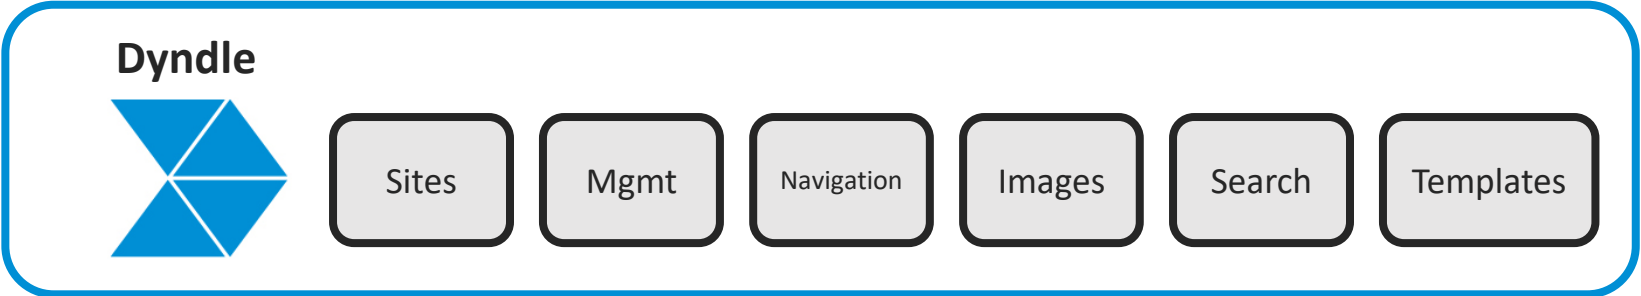 Dyndle
Sites
Mgmt
Navigation
Images
Search
Templates